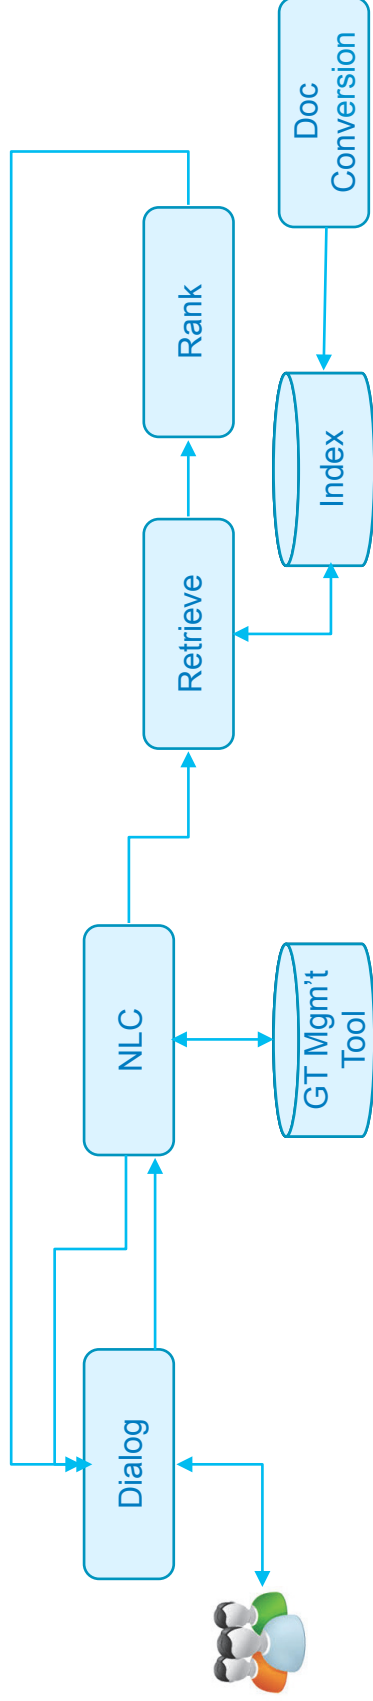 Dialog
NLC
GT Mgm't
Tool
Retrieve
Rank
Index
Doc
Conversion